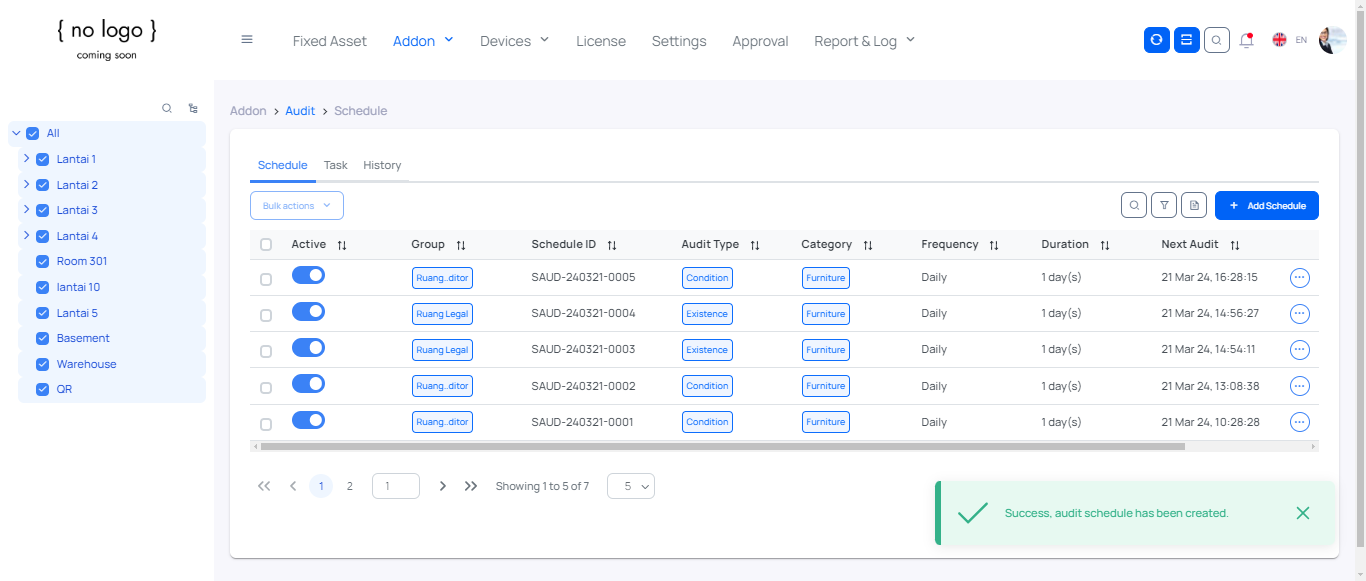 { no logo }
coming soon
Fixed Asset Addon Devices License Settings Approval Report & Log EN
All
Lantai 1
Lantai 2
Lantai 3
Lantai 4
Room 301
lantai 10
Lantai 5
Basement
Warehouse
QR
Addon > Audit > Schedule
Schedule Task History
Bulk actions + Add Schedule
Active Group Schedule ID Audit Type Category Frequency Duration Next Audit
Ruang..ditor SAUD-240321-0005 Condition Furniture Daily 1 day(s) 21 Mar 24, 16:28:15
Ruang Legal SAUD-240321-0004 Existence Furniture Daily 1 day(s) 21 Mar 24, 14:56:27
Ruang Legal SAUD-240321-0003 Existence Furniture Daily 1 day(s) 21 Mar 24, 14:54:11
Ruang..ditor SAUD-240321-0002 Condition Furniture Daily 1 day(s) 21 Mar 24, 13:08:38
Ruang..ditor SAUD-240321-0001 Condition Furniture Daily 1 day(s) 21 Mar 24, 10:28:28
1 2 1 Showing 1 to 5 of 7 5
Success, audit schedule has been created.